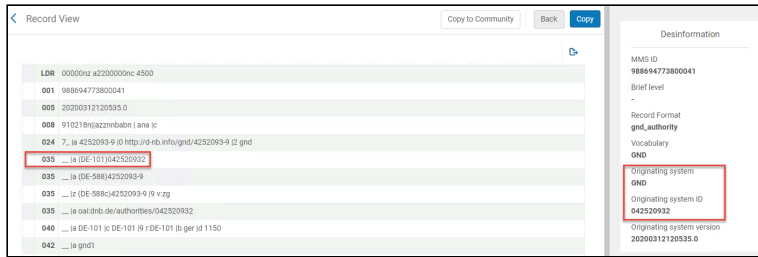 Record View
Copy to Community
Back
Copy
LDR 00000nz a2200000nc 4500
001 988694773800041
005 20200312120535.0
008 910218n||azznnbabn | ana |c
024 7_ |a 4252093-9 |0 http://d-nb.info/gnd/4252093-9 |2 gnd
035 __ |a (DE-101)042520932
035 __ |a (DE-588)4252093-9
035 __ |z (DE-588c)4252093-9 |9 v:zg
035 __ |a oai:dnb.de/authorities/042520932
040 __ |a DE-101 |c DE-101 |9 r:DE-101 |b ger |d 1150
042 __ |a gnd1
Desinformation
MMS ID
988694773800041
Brief level
-
Record Format
gnd_authority
Vocabulary
GND
Originating system
GND
Originating system ID
042520932
Originating system version
20200312120535.0